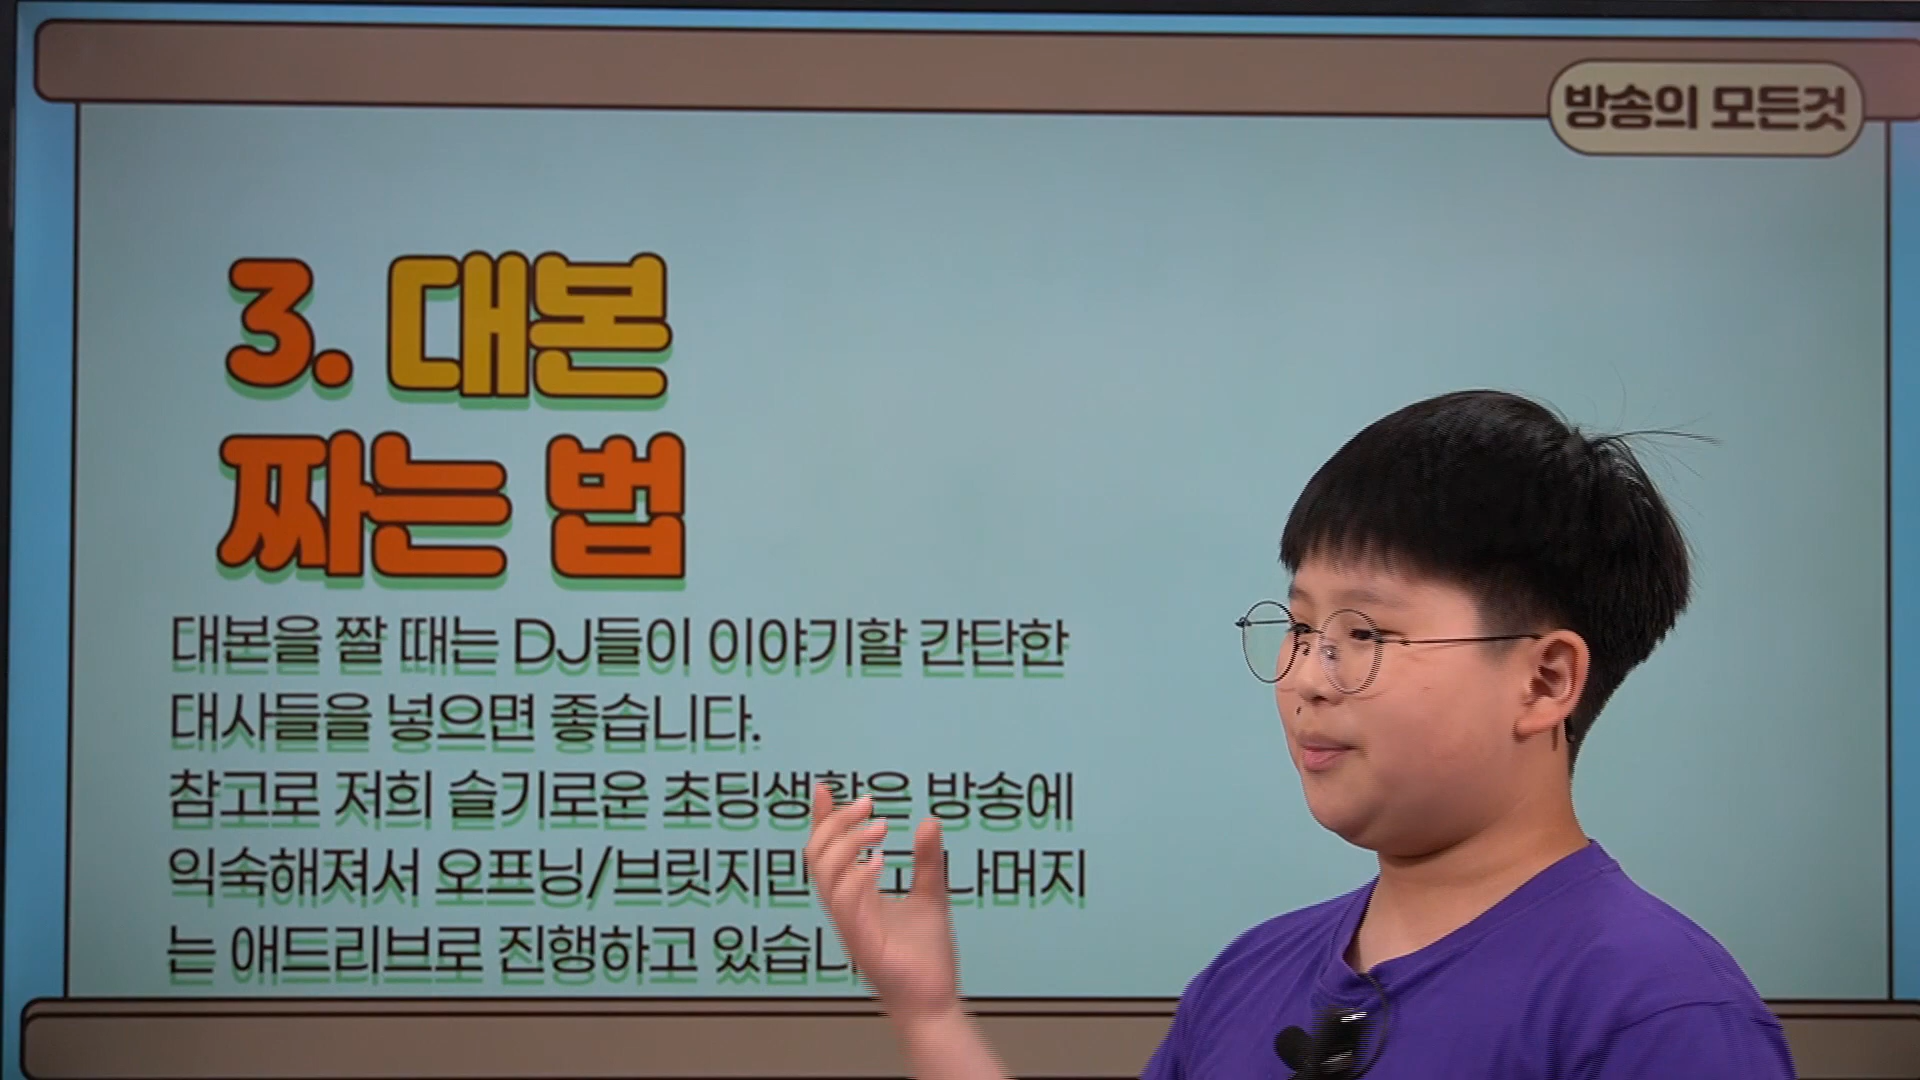 방송의 모든것
3. 대본
짜는 법
대본을 짤 때는 DJ들이 이야기할 간단한
대사들을 넣으면 좋습니다.
참고로 저희 슬기로운 초딩생활은 방송에
익숙해져서 오프닝/브릿지만 나머지
는 애드리브로 진행하고 있습니